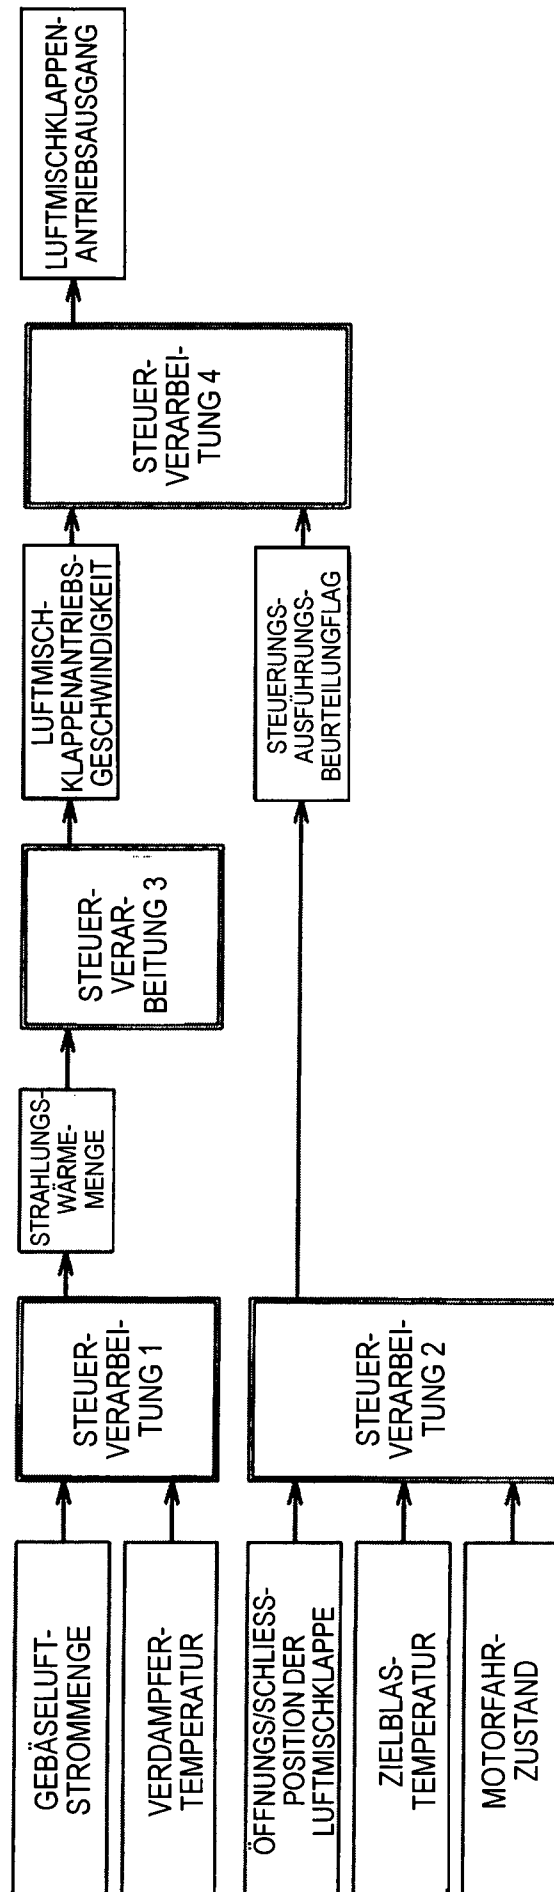 GEBÄSELUFT-
STROMMENGE
VERDAMPFER-
TEMPERATUR
ÖFFNUNGS/SCHLIESS-
POSITION DER
LUFTMISCHKLAPPE
ZIELBLAS-
TEMPERATUR
MOTORFAHR-
ZUSTAND
STEUER-
VERARBEI-
TUNG 1
STEUER-
VERARBEI-
TUNG 2
STRAHLUNGS-
WÄRME-
MENGE
STEUER-
VERAR-
BEITUNG 3
LUFTMISCH-
KLAPPENANTRIEBS-
GESCHWINDIGKEIT
STEUERUNGS-
AUSFÜHRUNGS-
BEURTEILUNGFLAG
STEUER-
VERARBEI-
TUNG 4
LUFTMISCHKLAPPEN-
ANTRIEBSAUSGANG